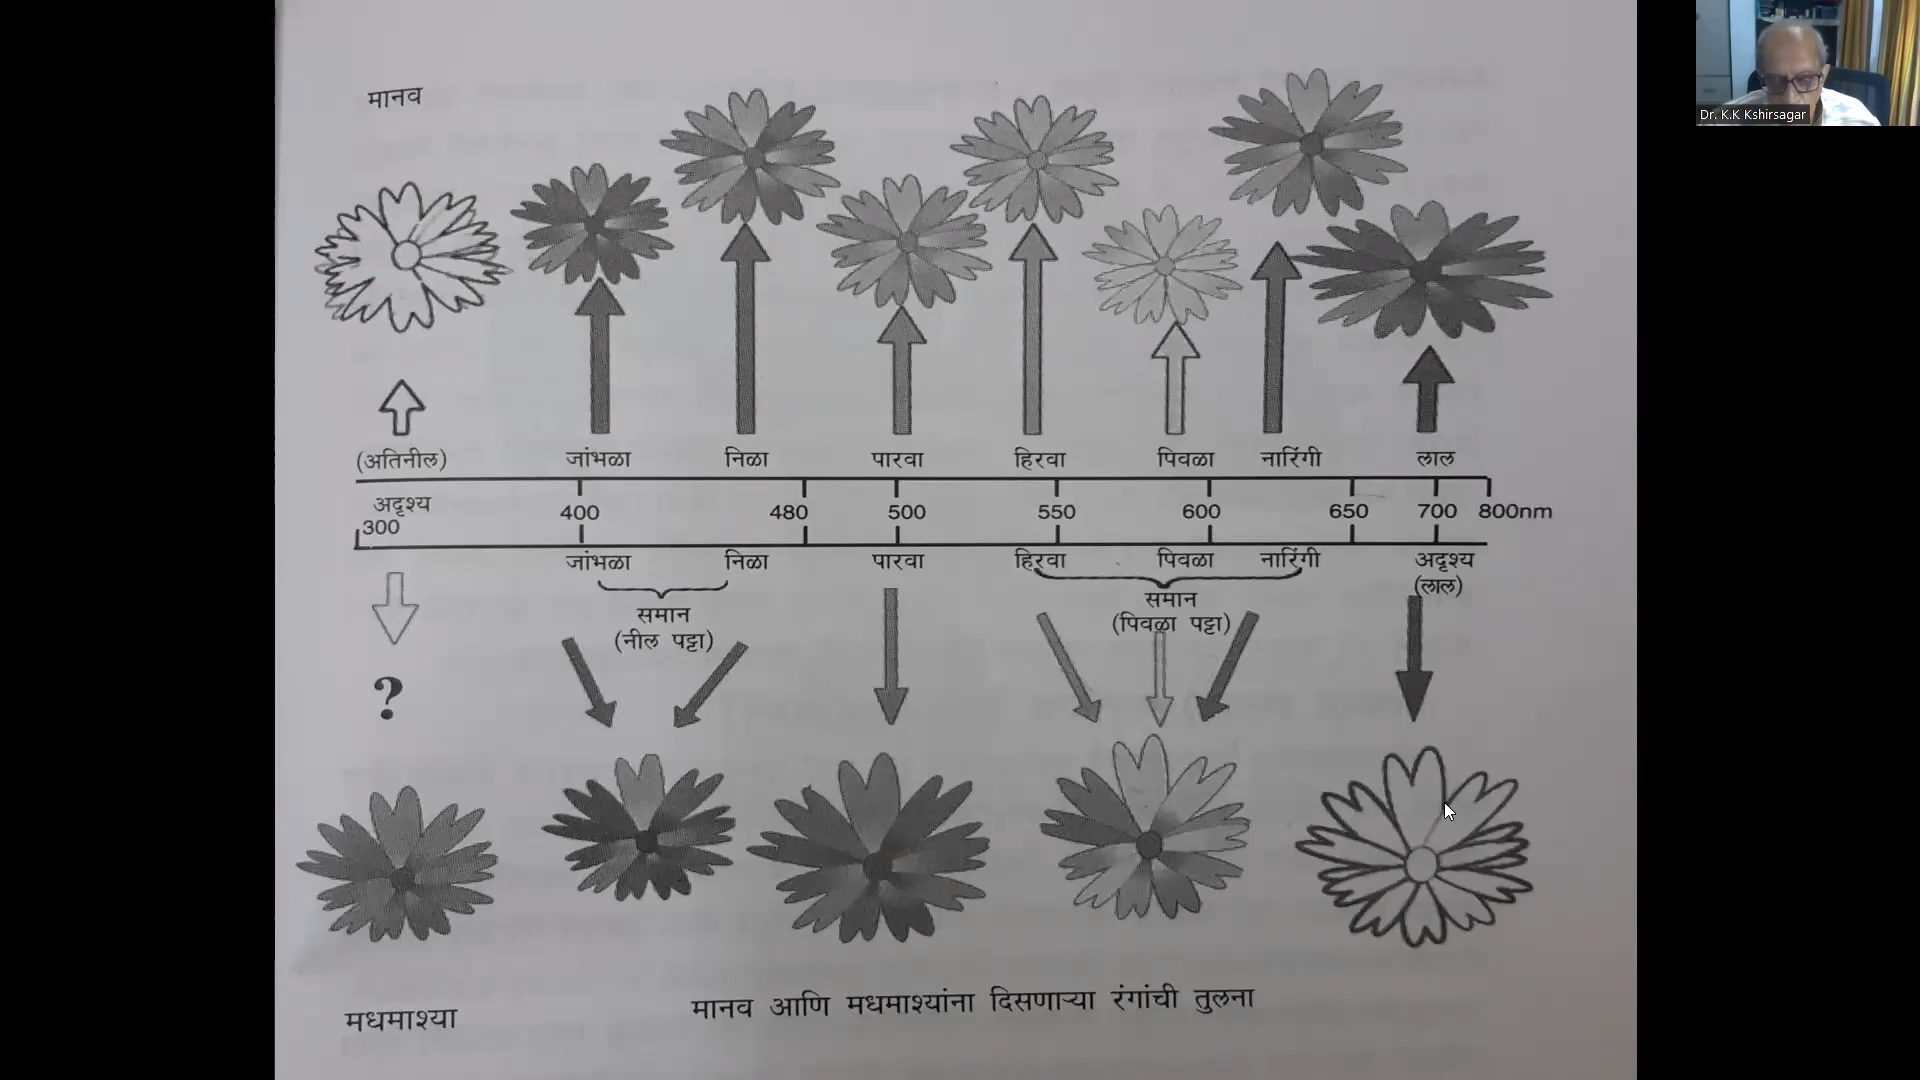 मानव
Dr. K.K Kshirsagar
(अतिनील) जांभळा निळा पारवा हिरवा पिवळा नारिंगी लाल
अदृश्य
300 400 480 500 550 600 650 700 800nm
जांभळा निळा पारवा हिरवा पिवळा नारिंगी अदृश्य
(लाल)
समान
(नील पट्टा)
समान
(पिवळा पट्टा)
?
मधमाश्या
मानव आणि मधमाश्यांना दिसणाऱ्या रंगांची तुलना